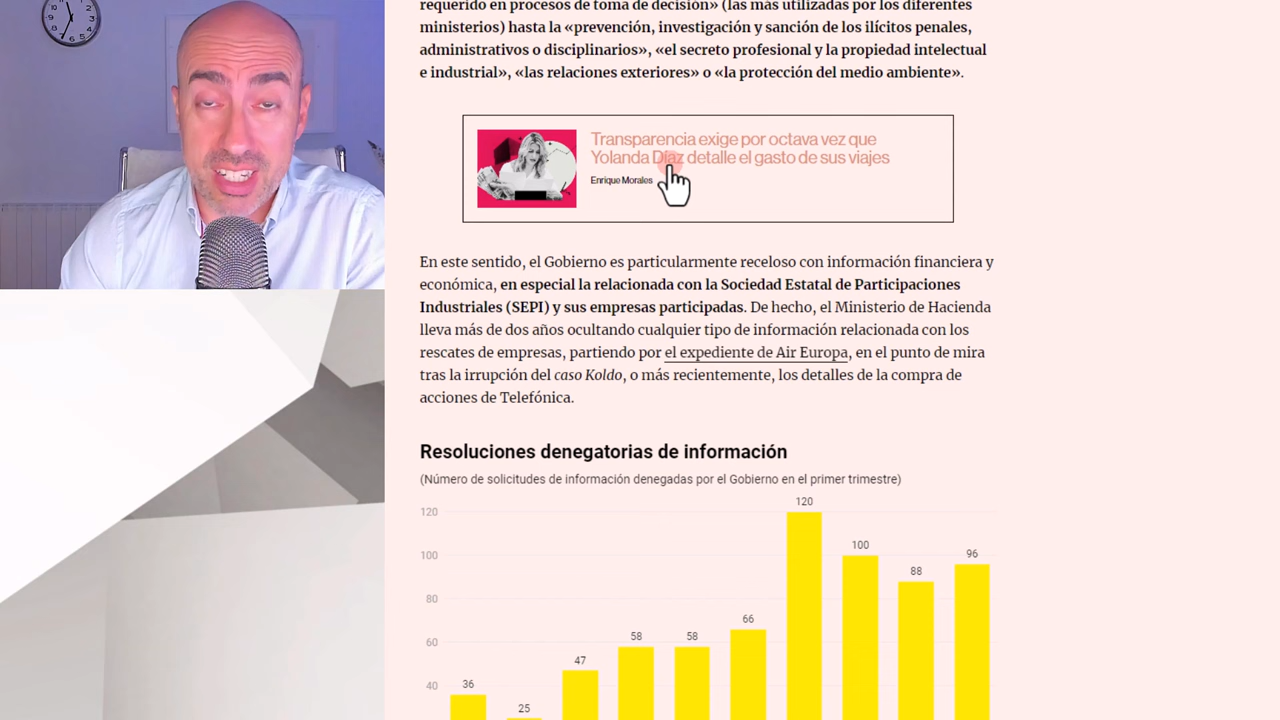 requerido en procesos de toma de decisión» (las más utilizadas por los diferentes
ministerios) hasta la «prevención, investigación y sanción de los ilícitos penales,
administrativos o disciplinarios», «el secreto profesional y la propiedad intelectual
e industrial», «las relaciones exteriores» o «la protección del medio ambiente».
Transparencia exige por octava vez que
Yolanda Díaz detalle el gasto de sus viajes
Enrique Morales
En este sentido, el Gobierno es particularmente receloso con información financiera y
económica, en especial la relacionada con la Sociedad Estatal de Participaciones
Industriales (SEPI) y sus empresas participadas. De hecho, el Ministerio de Hacienda
lleva más de dos años ocultando cualquier tipo de información relacionada con los
rescates de empresas, partiendo por el expediente de Air Europa, en el punto de mira
tras la irrupción del caso Koldo, o más recientemente, los detalles de la compra de
acciones de Telefónica.
Resoluciones denegatorias de información
(Número de solicitudes de información denegadas por el Gobierno en el primer trimestre)
120
100
80
60
40
36
25
47
58
58
66
120
100
88
96